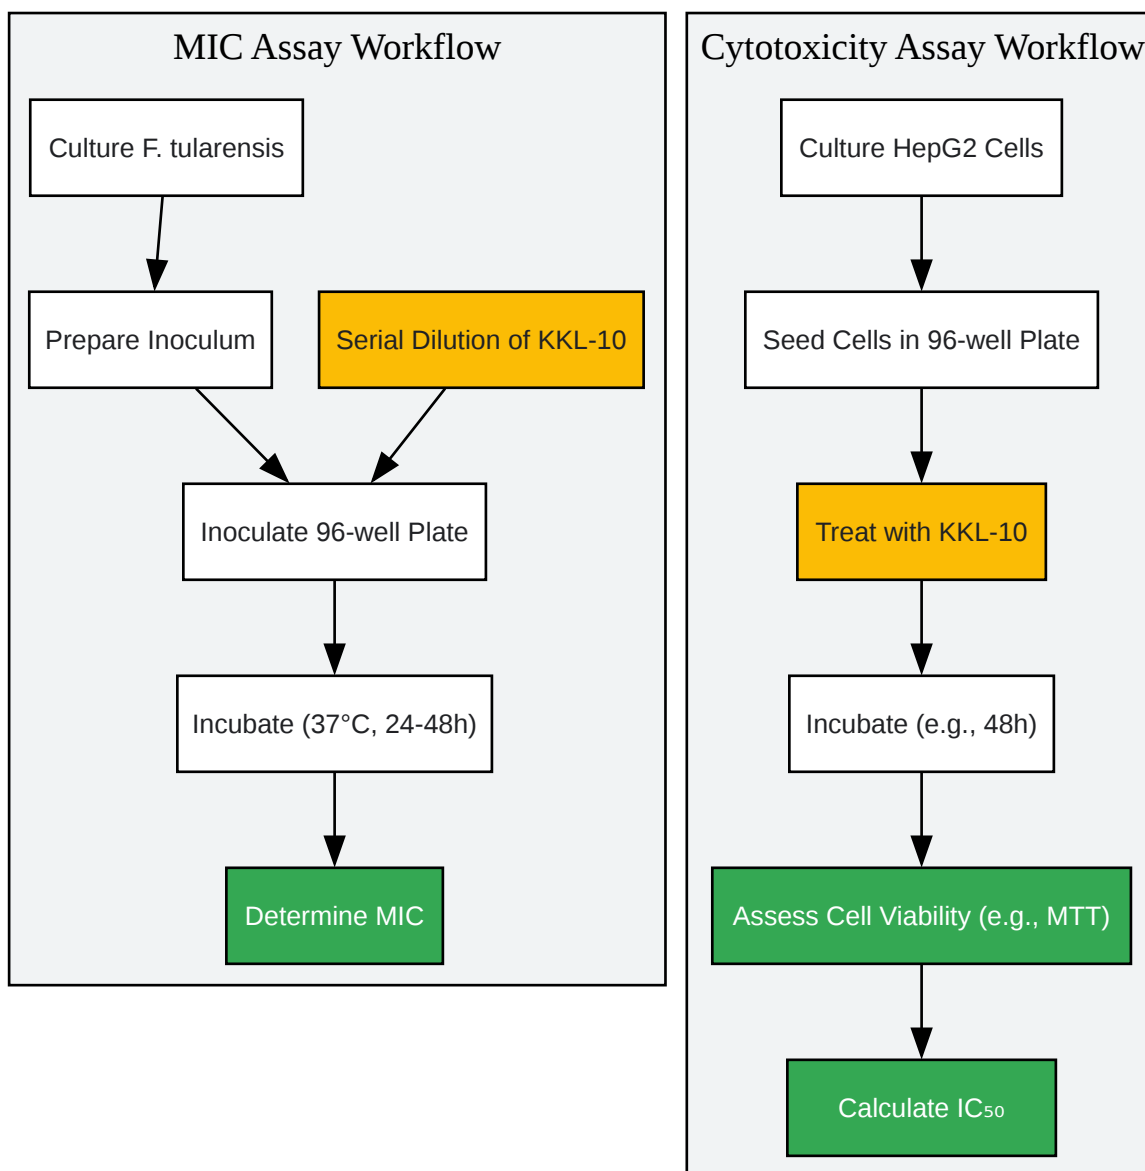 MIC Assay Workflow
Culture F. tularensis
Prepare Inoculum
Serial Dilution of KKL-10
Inoculate 96-well Plate
Incubate (37°C, 24-48h)
Determine MIC
Cytotoxicity Assay Workflow
Culture HepG2 Cells
Seed Cells in 96-well Plate
Treat with KKL-10
Incubate (e.g., 48h)
Assess Cell Viability (e.g., MTT)
Calculate IC₅₀